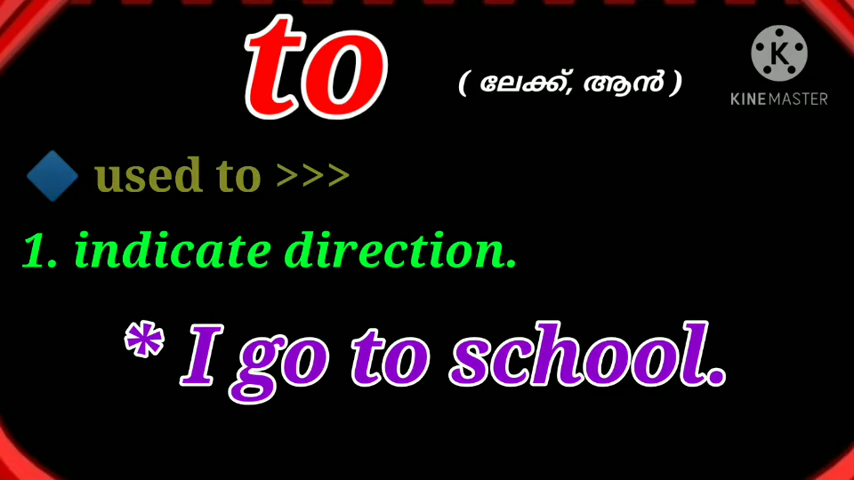 to
( ലേക്ക്, ആൻ )
K
KINEMASTER
used to >>>
1. indicate direction.
* I go to school.